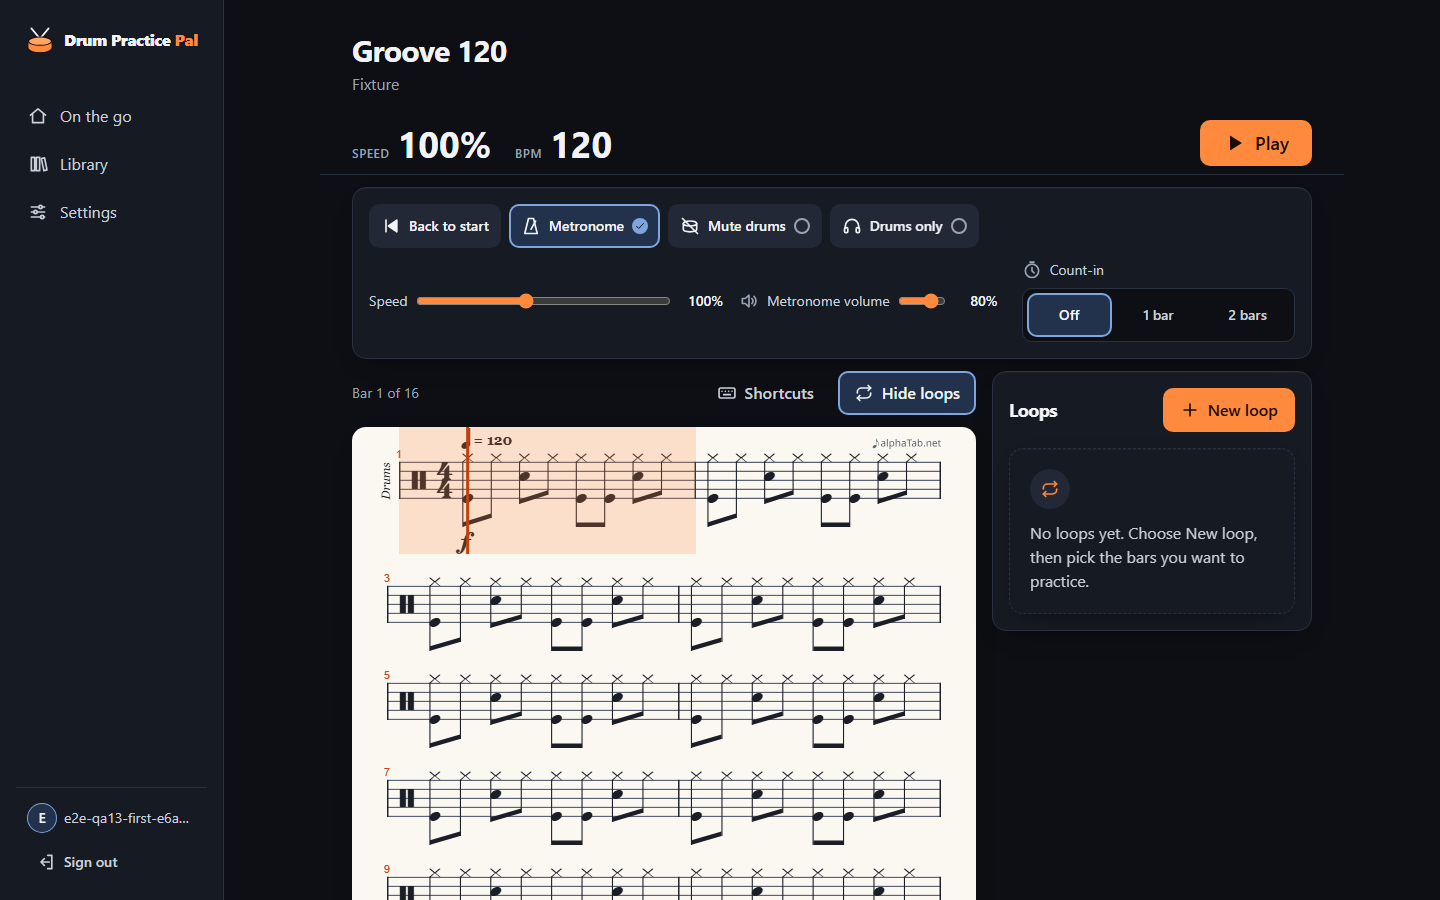 Drum Practice Pal
On the go
Library
Settings
e2e-qa13-first-e6a...
Sign out
Groove 120
Fixture
SPEED 100% BPM 120
Play
Back to start
Metronome
Mute drums
Drums only
Speed 100%
Metronome volume 80%
Count-in
Off 1 bar 2 bars
Bar 1 of 16
Shortcuts
Hide loops
= 120
alphaTab.net
1
Drums
4
4
f
3
5
7
9
Loops
New loop
No loops yet. Choose New loop,
then pick the bars you want to
practice.